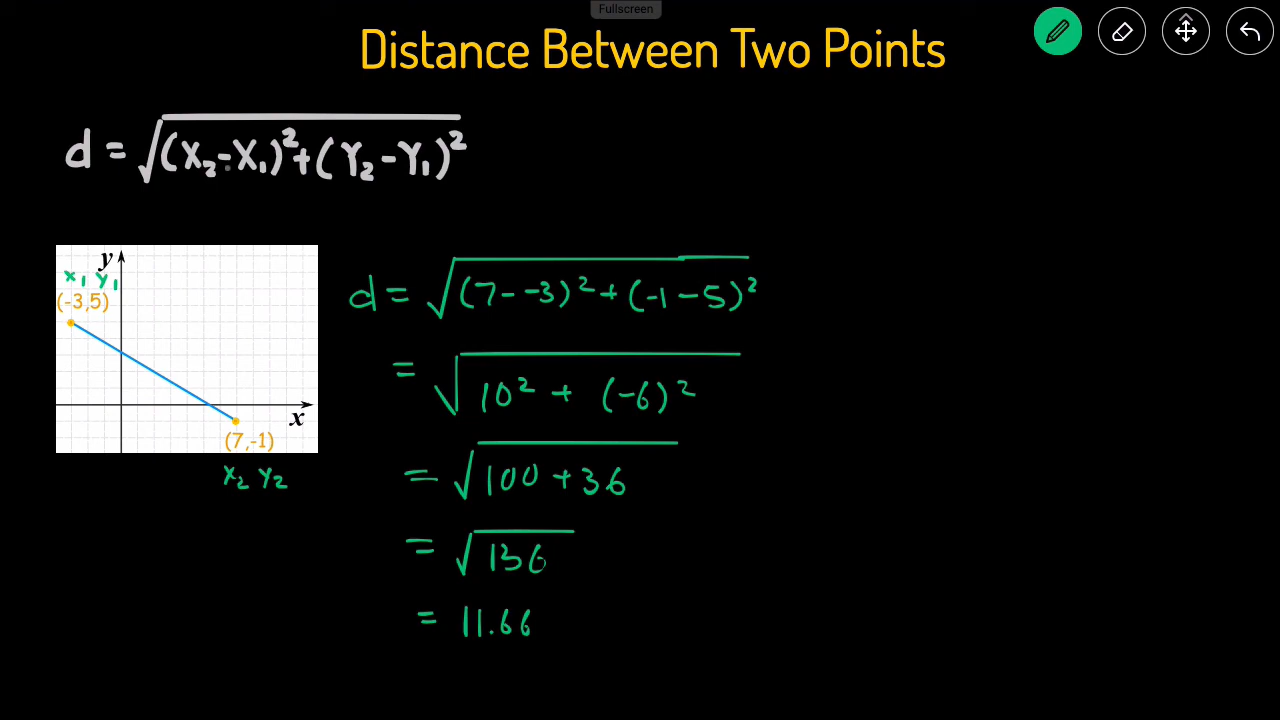 Fullscreen
Distance Between Two Points
d = √(X₂-X₁)²+(Y₂-Y₁)²
y
x₁ y₁
(-3,5)
x
(7,-1)
x₂ y₂
d = √(7--3)²+(-1-5)²
= √10² + (-6)²
= √100+36
= √136
= 11.66